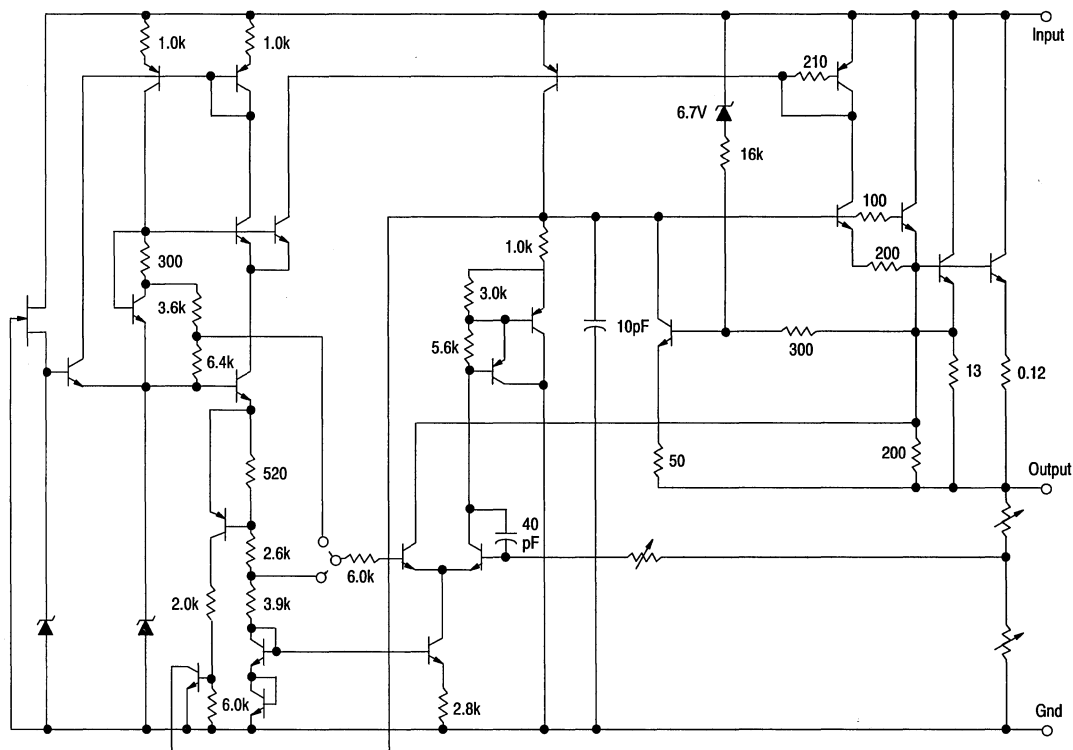 Input
1.0k
1.0k
210
6.7V
16k
100
1.0k
200
300
3.0k
3.6k
10pF
5.6k
300
6.4k
13
0.12
200
520
50
Output
40
pF
2.6k
6.0k
2.0k
3.9k
6.0k
2.8k
Gnd